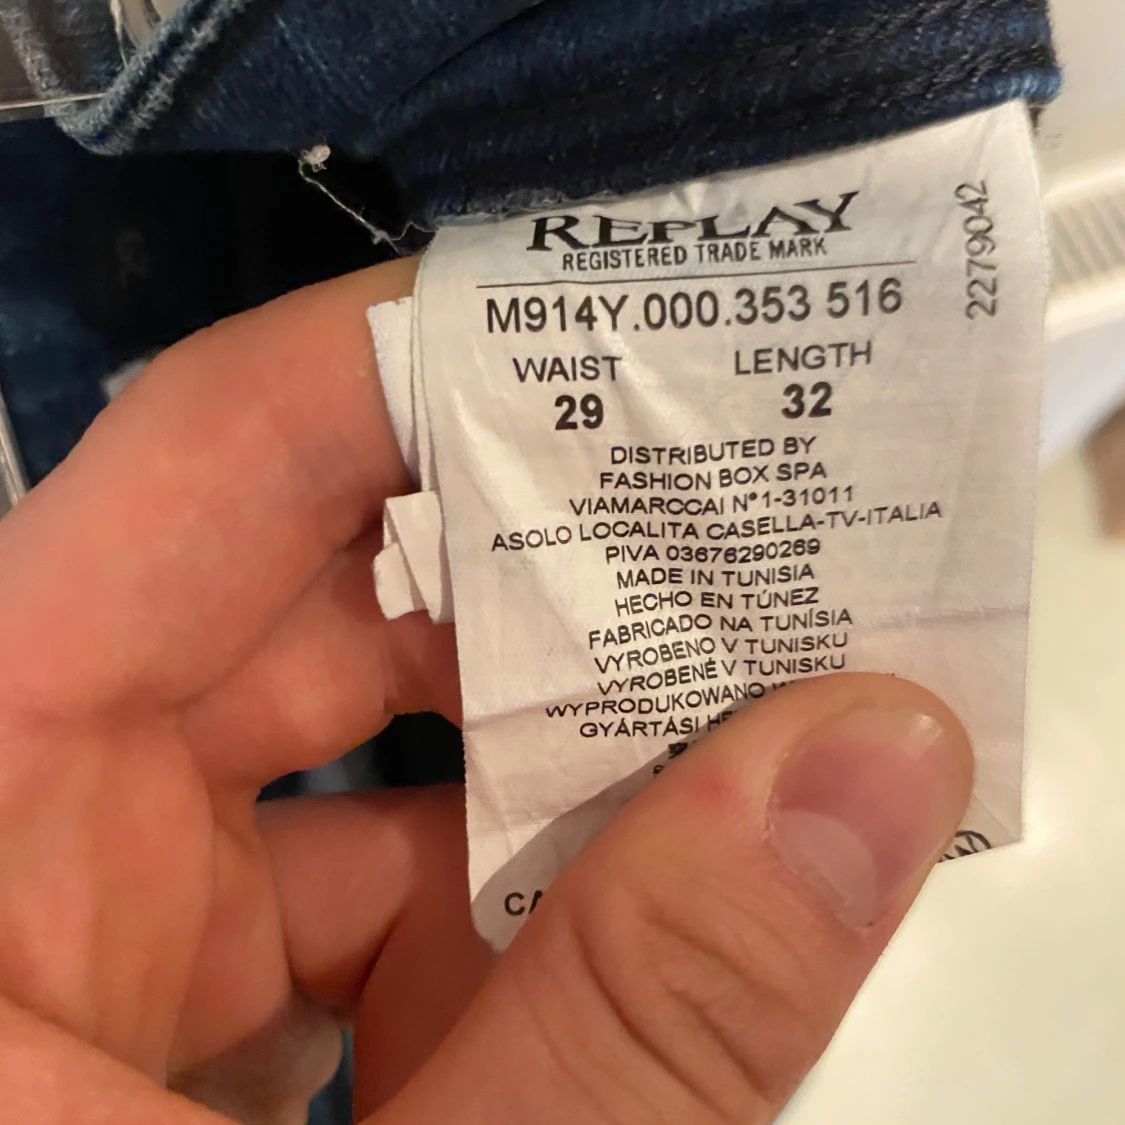 REPLAY
REGISTERED TRADE MARK
M914Y.000.353 516
WAIST LENGTH
29 32
DISTRIBUTED BY
FASHION BOX SPA
VIAMARCCAI N°1-31011
ASOLO LOCALITA CASELLA-TV-ITALIA
PIVA 03676290269
MADE IN TUNISIA
HECHO EN TÚNEZ
FABRICADO NA TUNÍSIA
VYROBENO V TUNISKU
VYROBENÉ V TUNISKU
WYPRODUKOWANO
GYÁRTÁSI
2279042